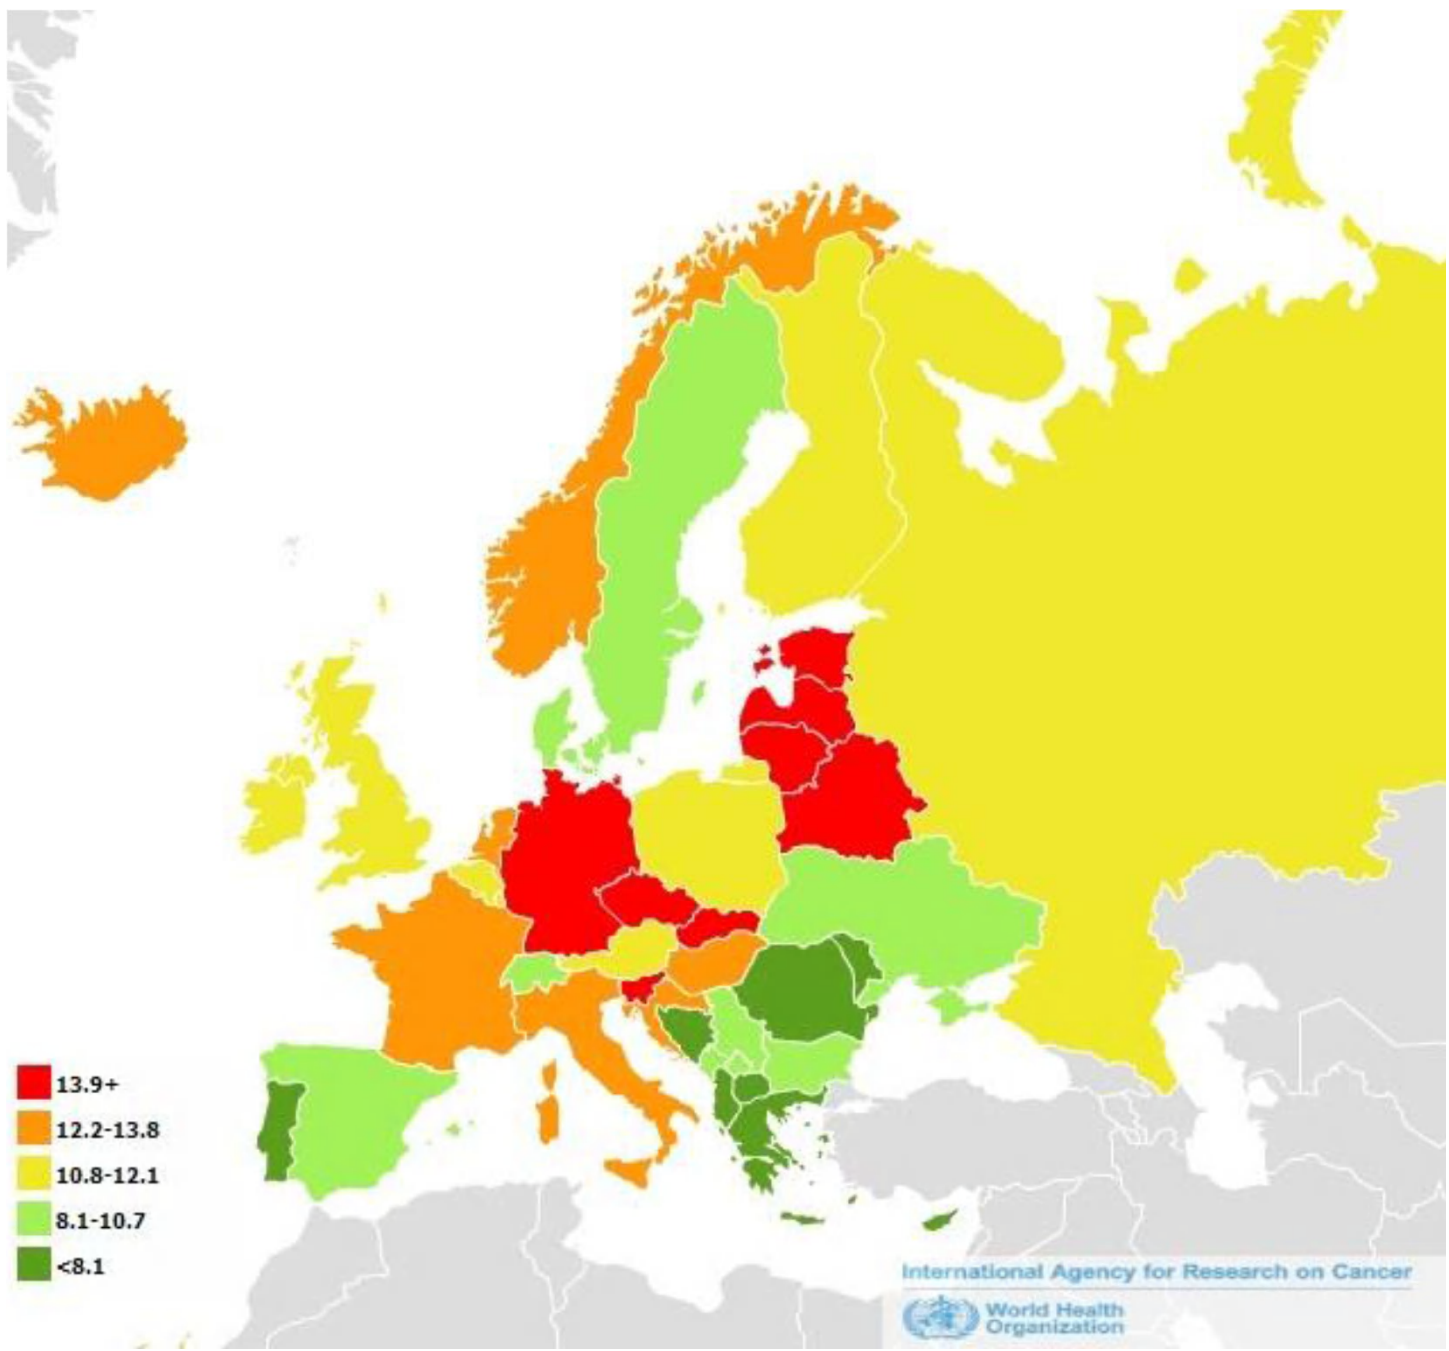 13.9+
12.2-13.8
10.8-12.1
8.1-10.7
<8.1
International Agency for Research on Cancer
World Health
Organization